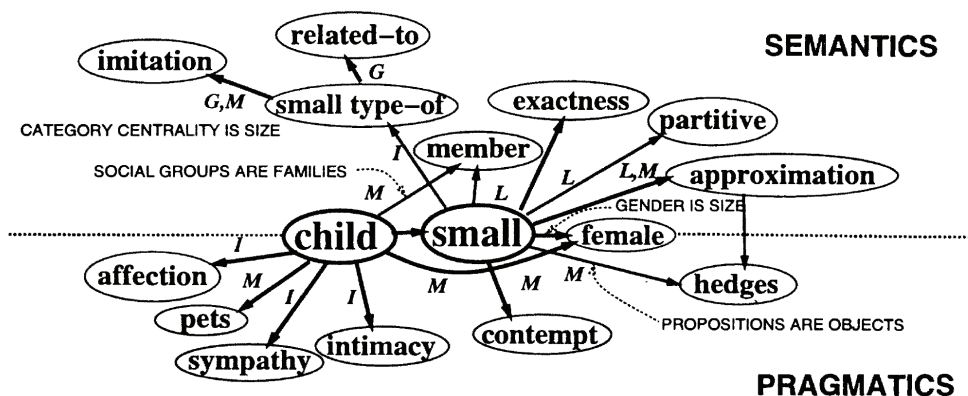 related–to
SEMANTICS
imitation
G
G,M
small type–of
exactness
partitive
CATEGORY CENTRALITY IS SIZE
I
member
SOCIAL GROUPS ARE FAMILIES
M
L
L
L,M
approximation
GENDER IS SIZE
child
small
female
I
affection
M
I
I
M
M
M
hedges
pets
PROPOSITIONS ARE OBJECTS
sympathy
intimacy
contempt
PRAGMATICS